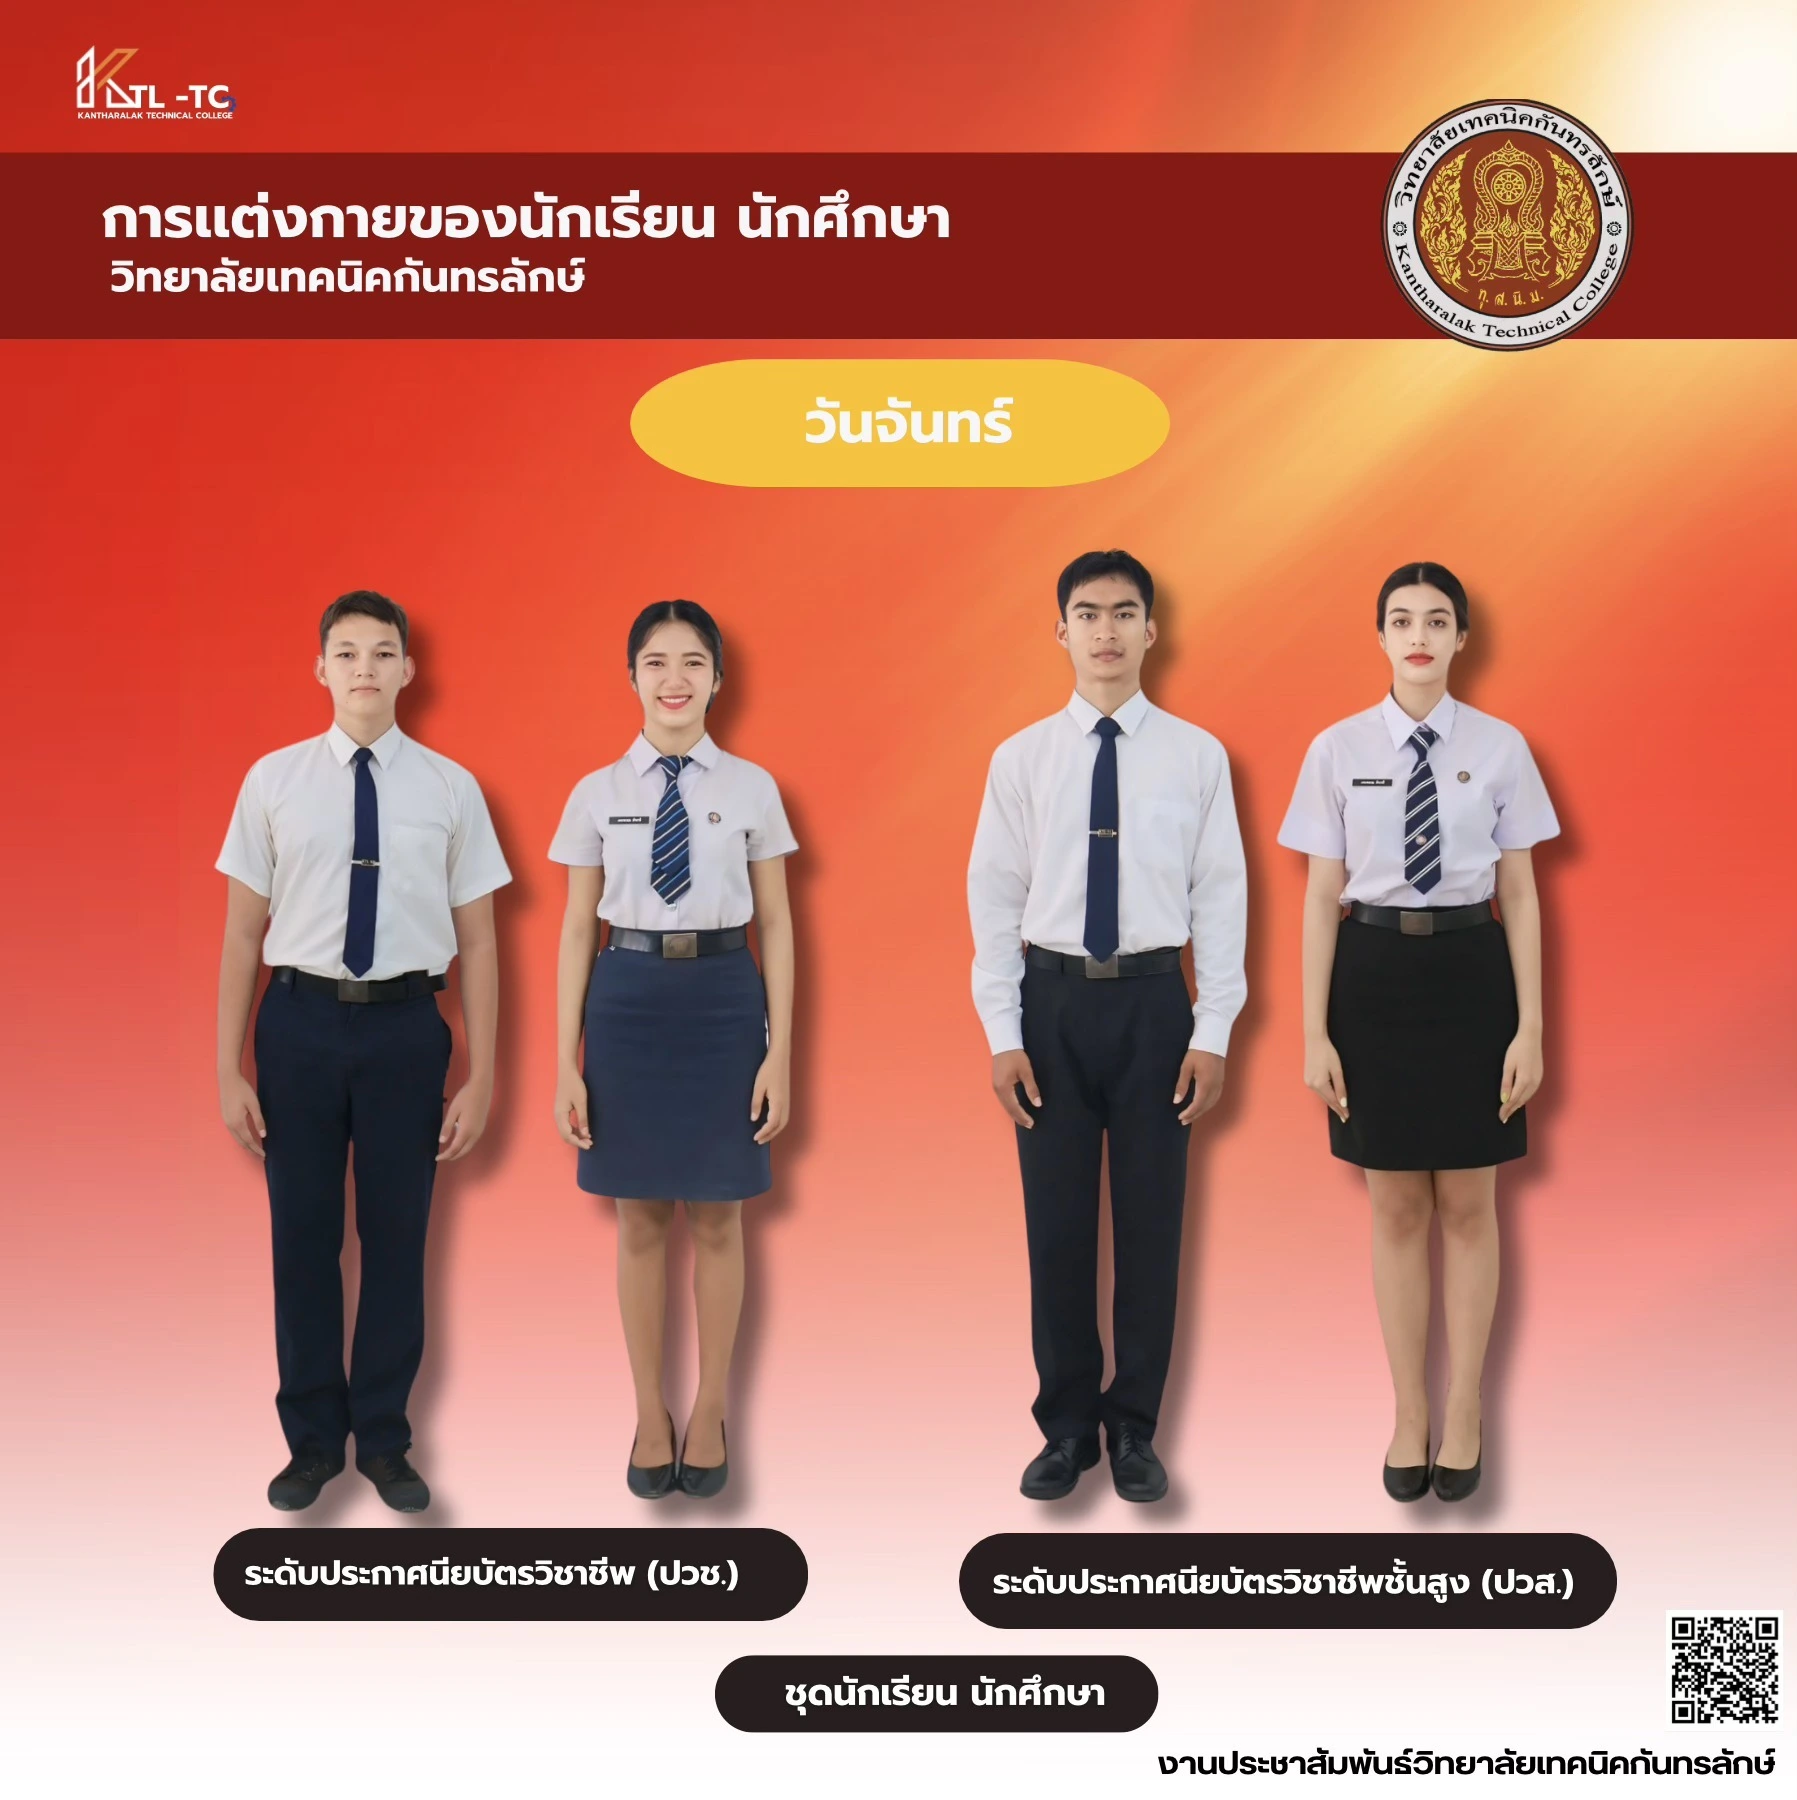 KTL -TC
KANTHARALAK TECHNICAL COLLEGE
วิทยาลัยเทคนิคกันทรลักษ์
ทุ. ส. นิ. ม.
Kantharalak Technical College
การแต่งกายของนักเรียน นักศึกษา
วิทยาลัยเทคนิคกันทรลักษ์
วันจันทร์
ระดับประกาศนียบัตรวิชาชีพ (ปวช.)
ระดับประกาศนียบัตรวิชาชีพชั้นสูง (ปวส.)
ชุดนักเรียน นักศึกษา
งานประชาสัมพันธ์วิทยาลัยเทคนิคกันทรลักษ์